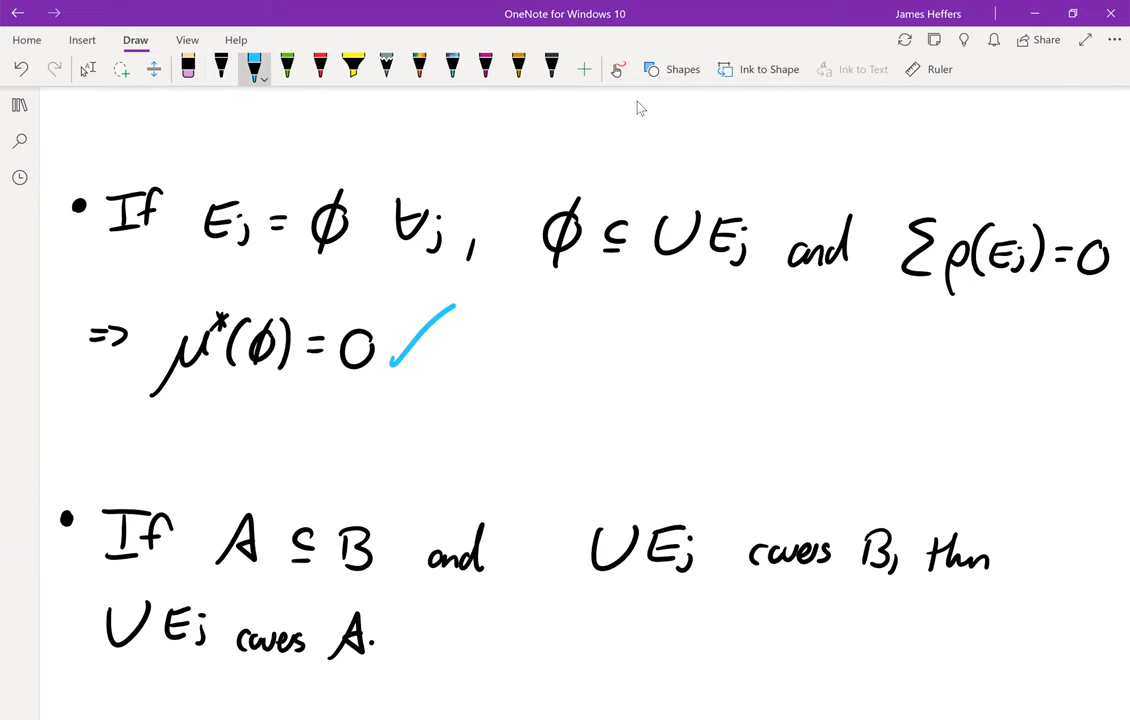 OneNote for Windows 10
James Heffers
Home Insert Draw View Help
Share
Shapes Ink to Shape Ink to Text Ruler
• If Eⱼ = ϕ ∀ⱼ, ϕ ⊆ ∪Eⱼ and Σρ(Eⱼ)=0
=> μ*(ϕ) = 0 ✓
• If A ⊆ B and ∪Eⱼ covers B, then
∪Eⱼ covers A.